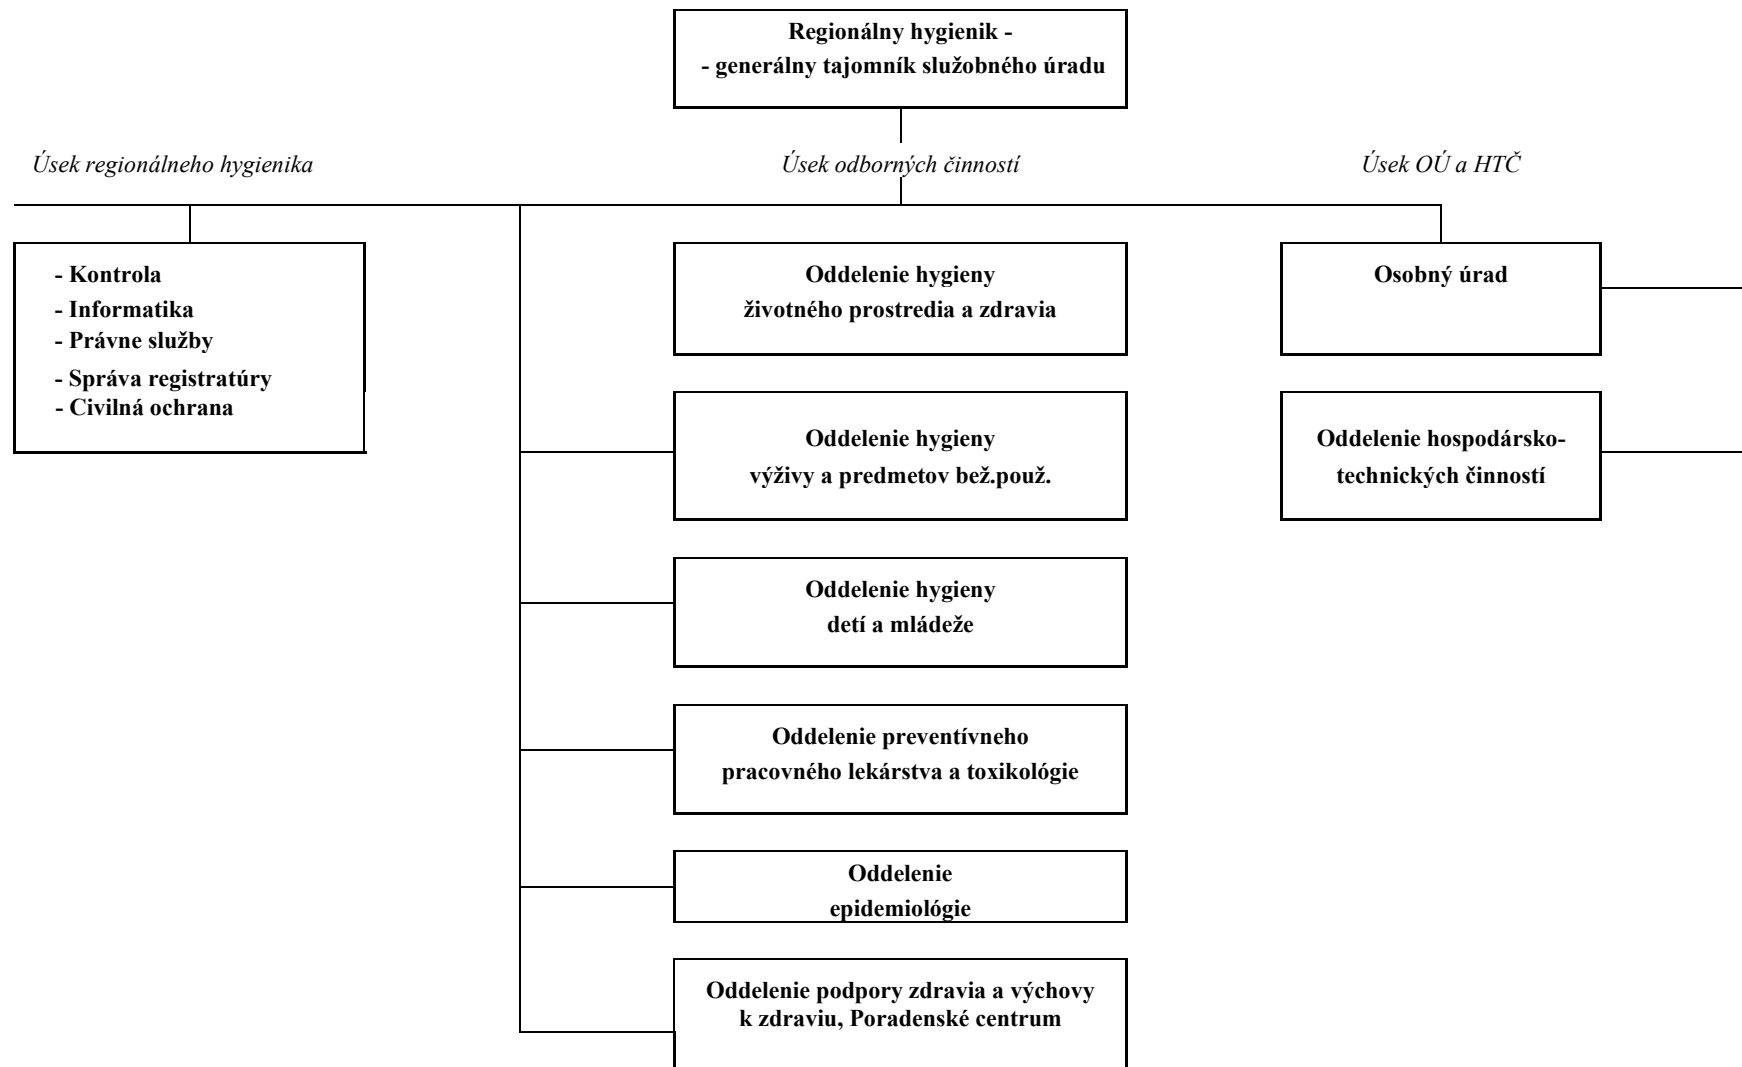 Regionálny hygienik -
- generálny tajomník služobného úradu
Úsek regionálneho hygienika
Úsek odborných činností
Úsek OÚ a HTČ
- Kontrola
- Informatika
- Právne služby
- Správa registratúry
- Civilná ochrana
Oddelenie hygieny
životného prostredia a zdravia
Oddelenie hygieny
výživy a predmetov bež.použ.
Oddelenie hygieny
detí a mládeže
Oddelenie preventívneho
pracovného lekárstva a toxikológie
Oddelenie
epidemiológie
Oddelenie podpory zdravia a výchovy
k zdraviu, Poradenské centrum
Osobný úrad
Oddelenie hospodársko-
technických činností